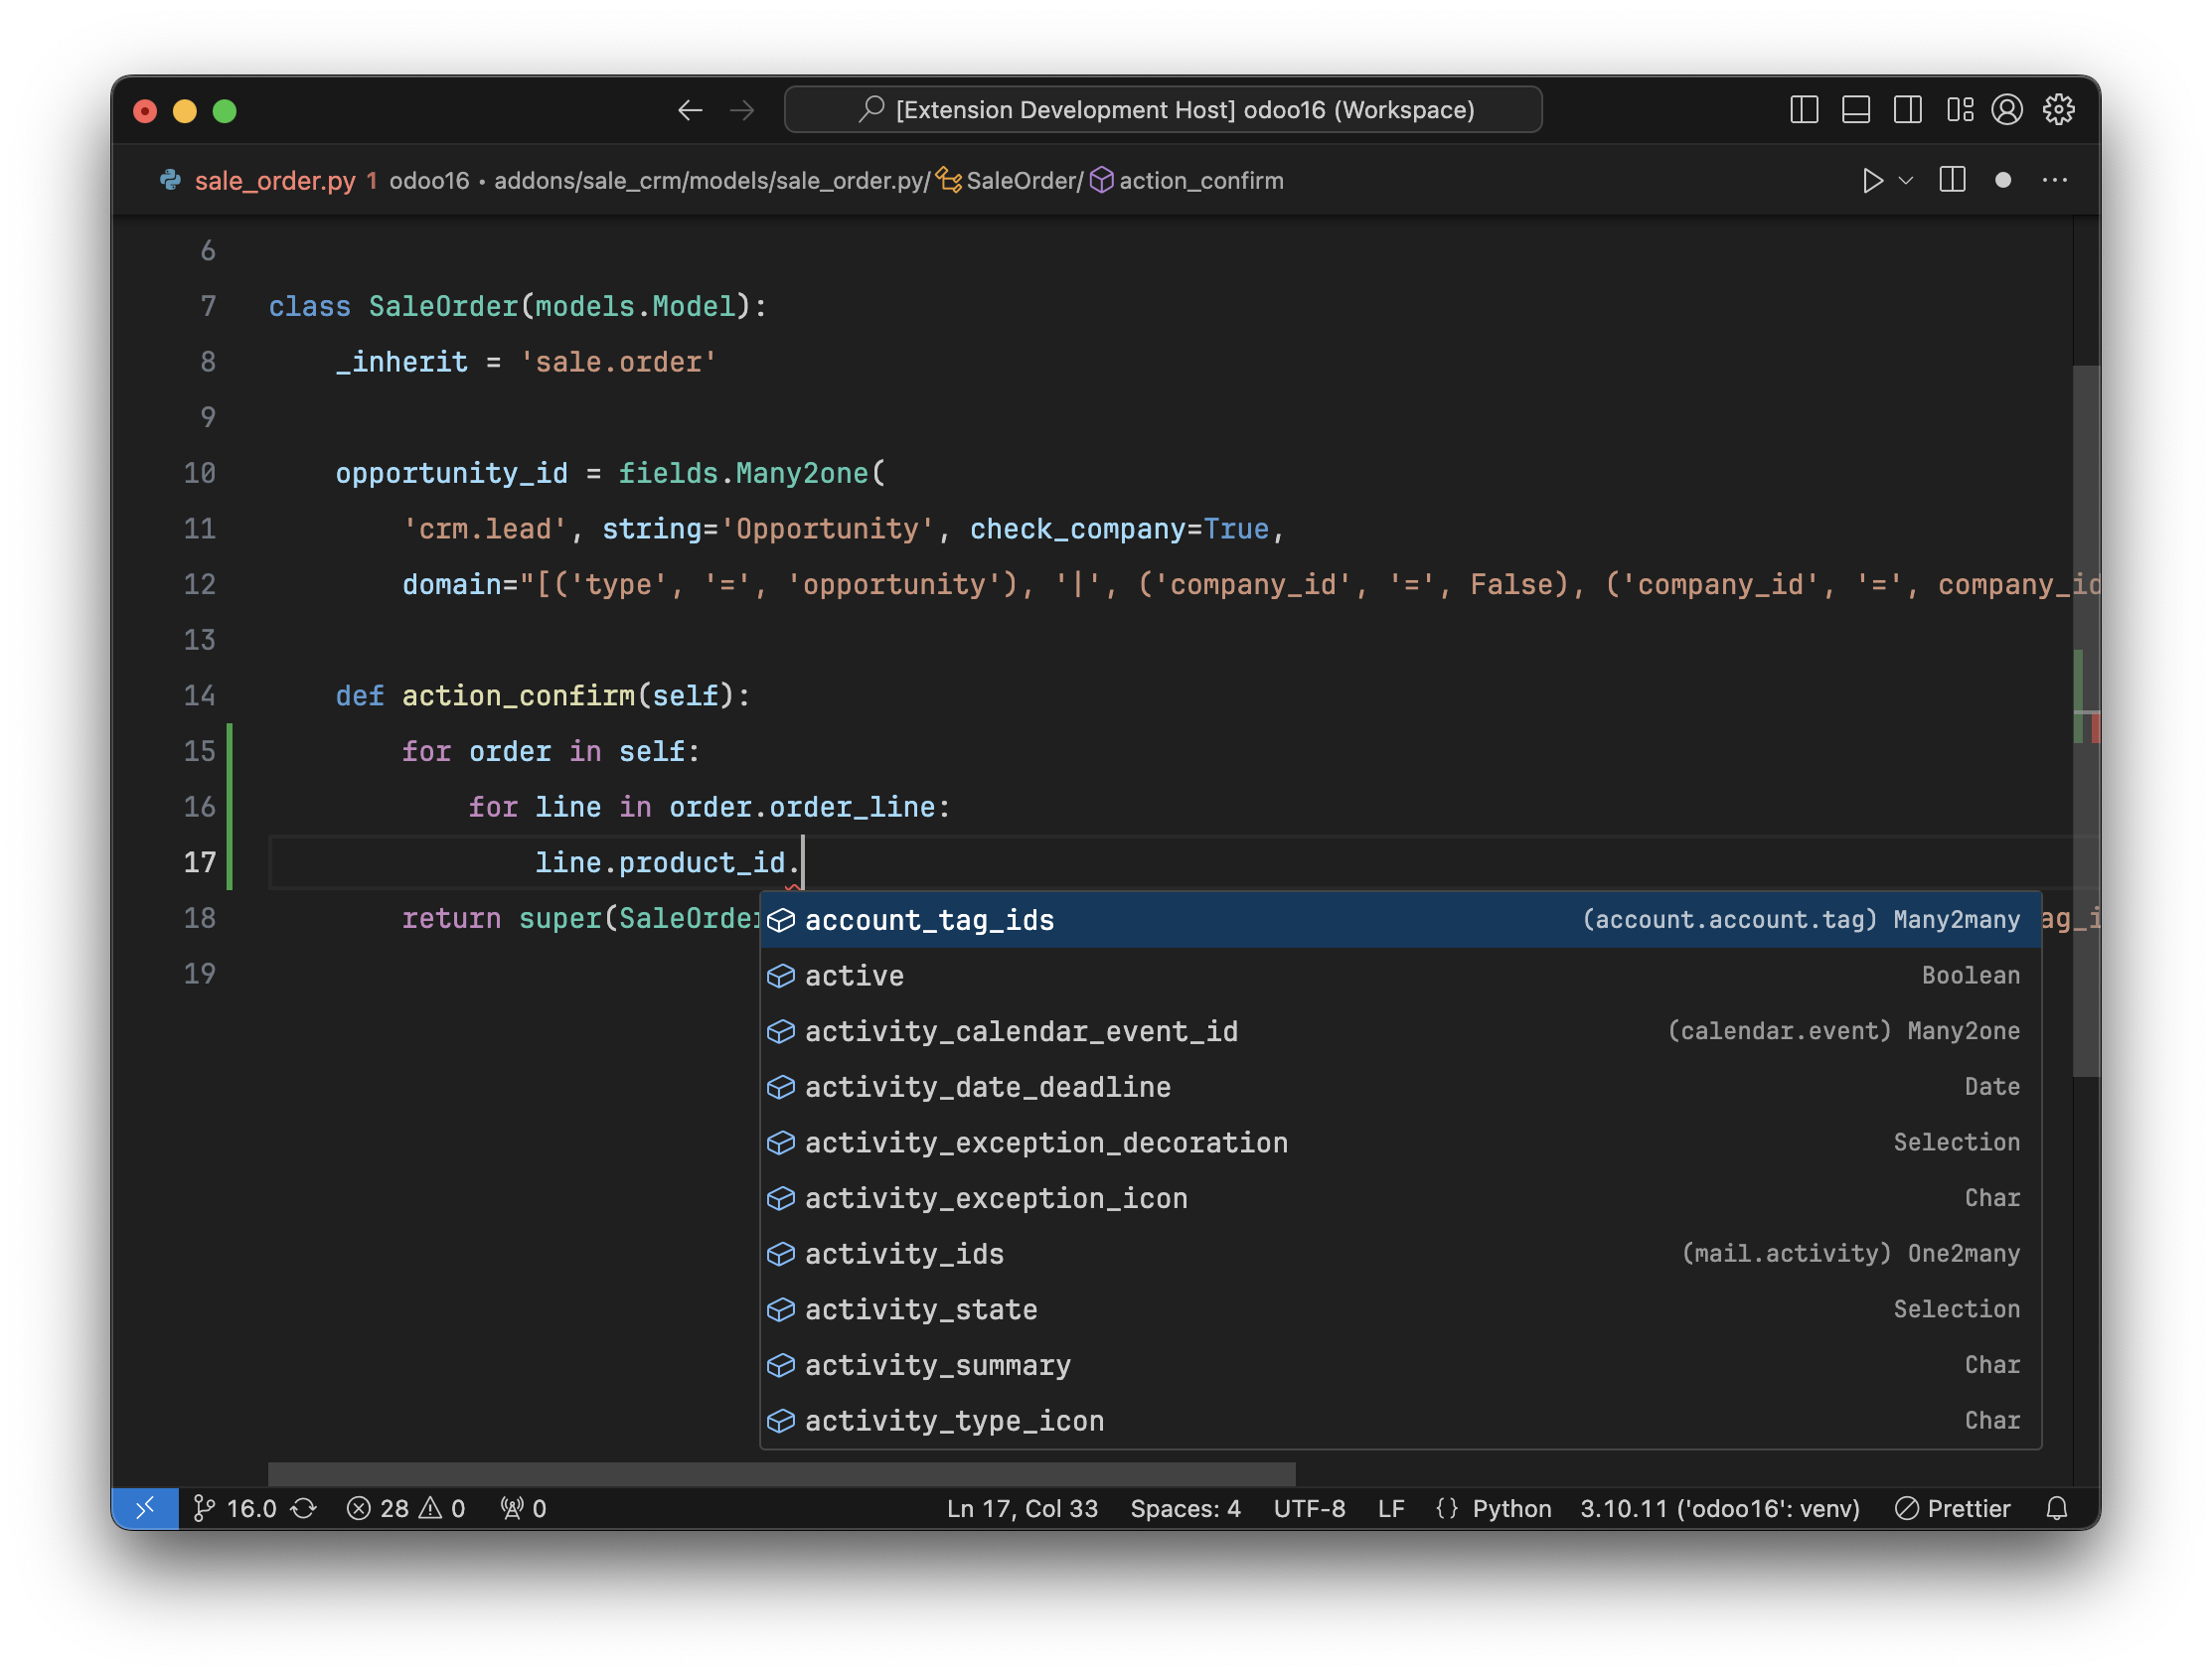 [Extension Development Host] odoo16 (Workspace)
sale_order.py 1 odoo16 • addons/sale_crm/models/sale_order.py/ SaleOrder/ action_confirm
6
7 class SaleOrder(models.Model):
8 _inherit = 'sale.order'
9
10 opportunity_id = fields.Many2one(
11 'crm.lead', string='Opportunity', check_company=True,
12 domain="[('type', '=', 'opportunity'), '|', ('company_id', '=', False), ('company_id', '=', company_id
13
14 def action_confirm(self):
15 for order in self:
16 for line in order.order_line:
17 line.product_id.
18 return super(SaleOrder ag_i
account_tag_ids (account.account.tag) Many2many
active Boolean
19
activity_calendar_event_id (calendar.event) Many2one
activity_date_deadline Date
activity_exception_decoration Selection
activity_exception_icon Char
activity_ids (mail.activity) One2many
activity_state Selection
activity_summary Char
activity_type_icon Char
16.0 28 0 0 Ln 17, Col 33 Spaces: 4 UTF-8 LF {} Python 3.10.11 ('odoo16': venv) Prettier